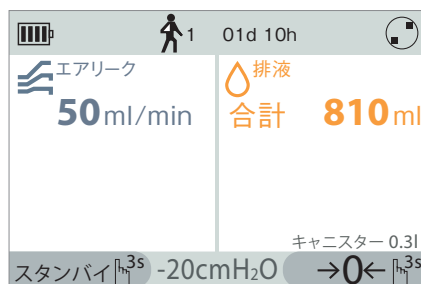 1 01d 10h
エアリーク
50ml/min
排液
合計 810ml
キャニスター 0.3l
スタンバイ 3s -20cmH₂O →0← 3s